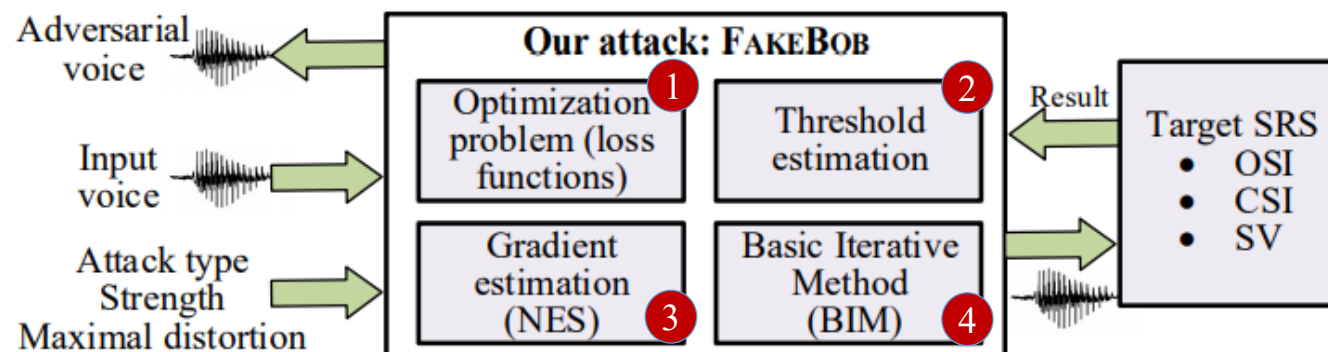 Adversarial
voice
Input
voice
Attack type
Strength
Maximal distortion
Our attack: FAKEBOB
1
Optimization
problem (loss
functions)
2
Threshold
estimation
Gradient
estimation
(NES)
3
Basic Iterative
Method
(BIM)
4
Result
Target SRS
• OSI
• CSI
• SV